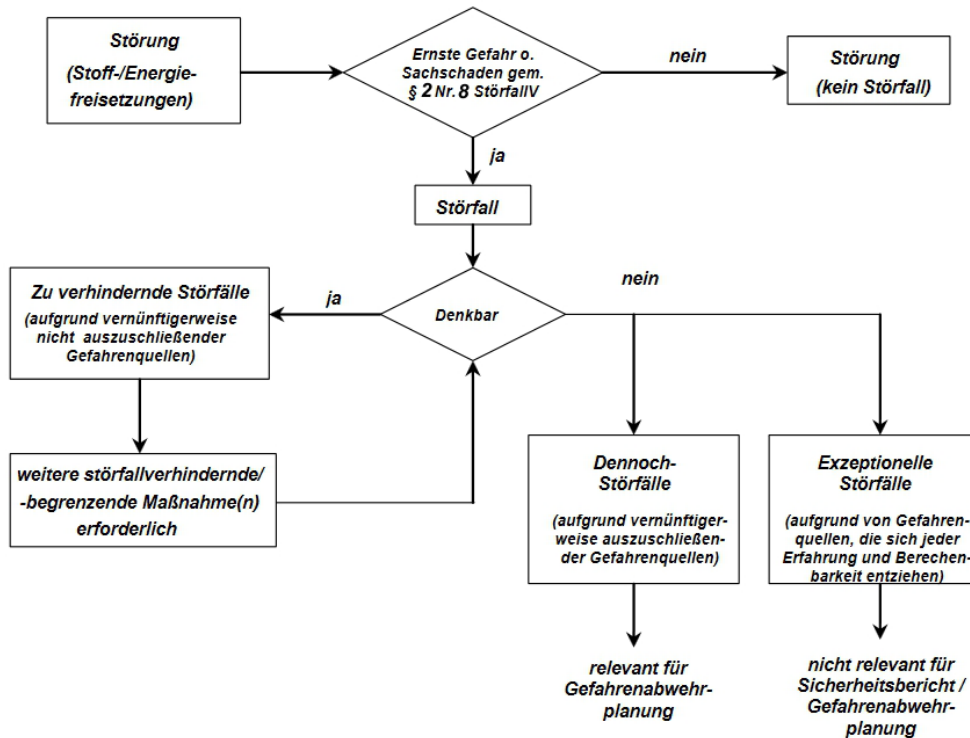 Störung
(Stoff-/Energie-
freisetzungen)
Ernste Gefahr o.
Sachschaden gem.
§ 2 Nr. 8 StörfallV
nein
Störung
(kein Störfall)
ja
Störfall
Denkbar
ja
nein
Zu verhindernde Störfälle
(aufgrund vernünftigerweise
nicht auszuschließender
Gefahrenquellen)
weitere störfallverhindernde/
-begrenzende Maßnahme(n)
erforderlich
Dennoch-
Störfälle
(aufgrund vernünftiger-
weise auszuschließen-
der Gefahrenquellen)
Exzeptionelle
Störfälle
(aufgrund von Gefahren-
quellen, die sich jeder
Erfahrung und Berechen-
barkeit entziehen)
relevant für
Gefahrenabwehr-
planung
nicht relevant für
Sicherheitsbericht /
Gefahrenabwehr-
planung